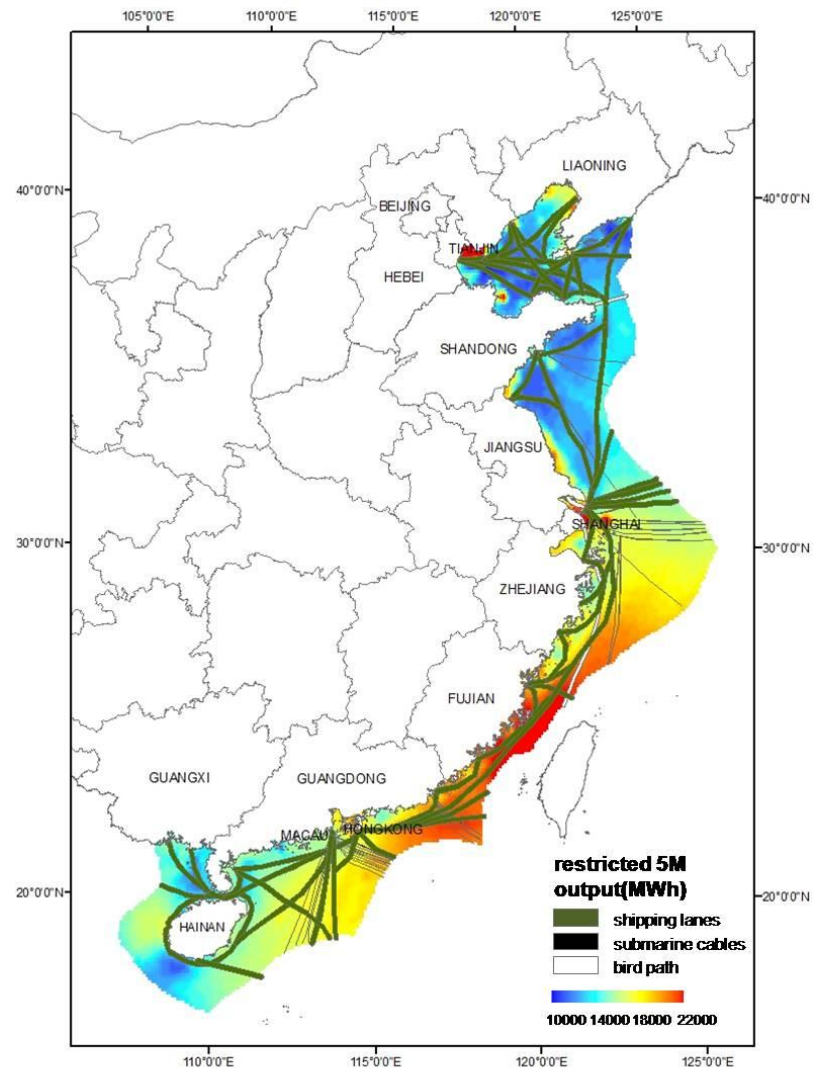 105°0'0"E 110°0'0"E 115°0'0"E 120°0'0"E 125°0'0"E
LIAONING
40°0'0"N 40°0'0"N
BEIJING
TIANJIN
HEBEI
SHANDONG
JIANGSU
SHANGHAI
30°0'0"N 30°0'0"N
ZHEJIANG
FUJIAN
GUANGXI GUANGDONG
MACAU HONGKONG
restricted 5M
output(MWh)
20°0'0"N 20°0'0"N
shipping lanes
HAINAN
submarine cables
bird path
10000 14000 18000 22000
110°0'0"E 115°0'0"E 120°0'0"E 125°0'0"E